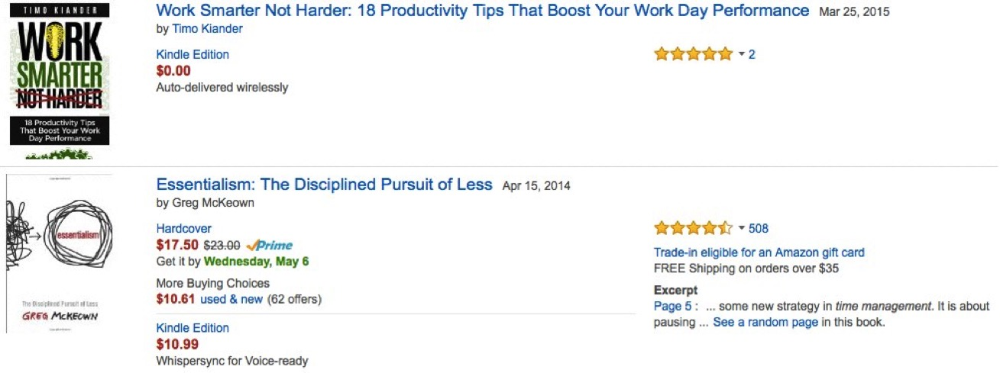 TIMO KIANDER
WORK
SMARTER
NOT HARDER
18 Productivity Tips
That Boost Your Work
Day Performance
Work Smarter Not Harder: 18 Productivity Tips That Boost Your Work Day Performance Mar 25, 2015
by Timo Kiander
Kindle Edition
$0.00
Auto-delivered wirelessly
2
essentialism
The Disciplined Pursuit of Less
GREG McKEOWN
Essentialism: The Disciplined Pursuit of Less Apr 15, 2014
by Greg McKeown
Hardcover
$17.50 $23.00 Prime
Get it by Wednesday, May 6
More Buying Choices
$10.61 used & new (62 offers)
Kindle Edition
$10.99
Whispersync for Voice-ready
508
Trade-in eligible for an Amazon gift card
FREE Shipping on orders over $35
Excerpt
Page 5 : ... some new strategy in time management. It is about
pausing ... See a random page in this book.